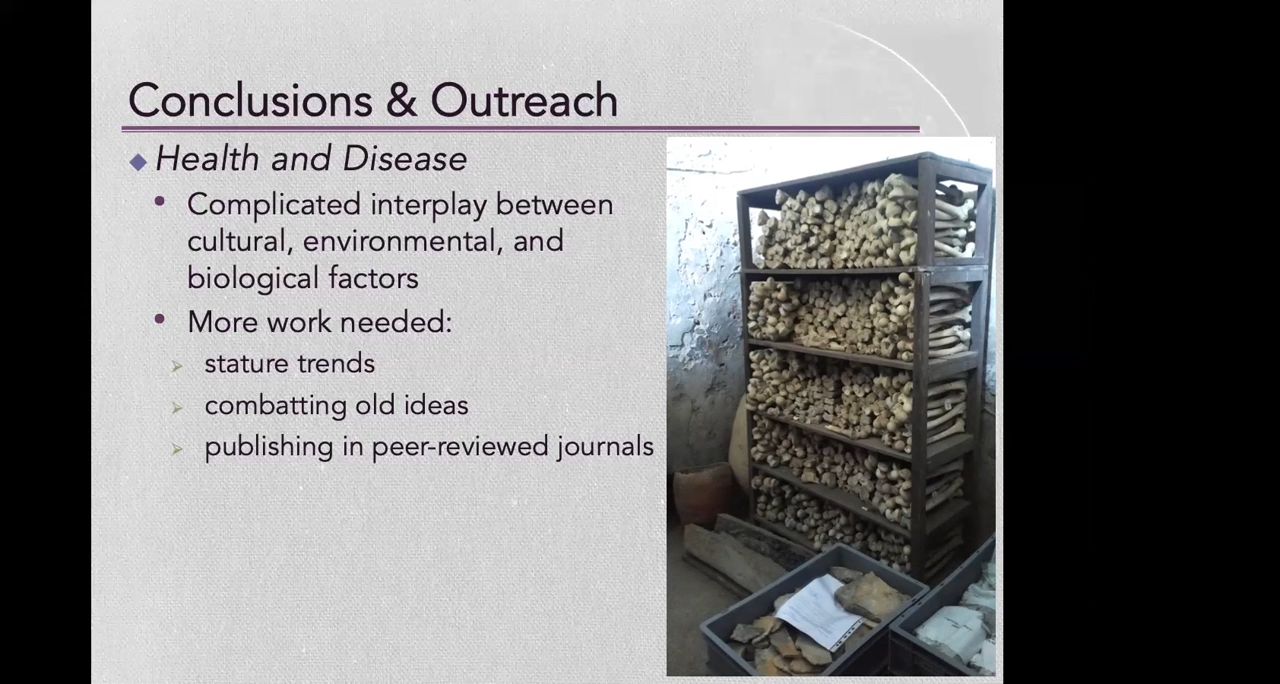 Conclusions & Outreach
Health and Disease
Complicated interplay between
cultural, environmental, and
biological factors
More work needed:
stature trends
combatting old ideas
publishing in peer-reviewed journals